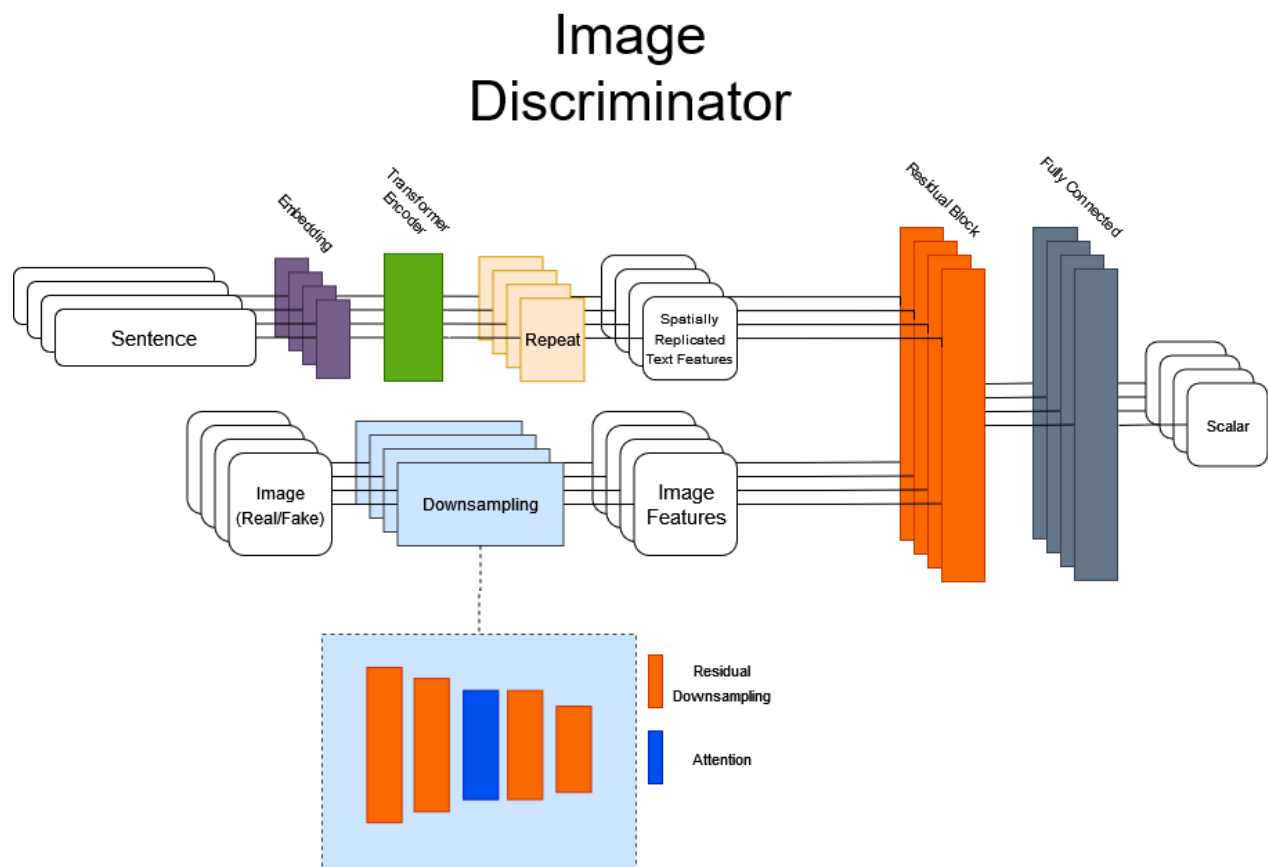 Image
Discriminator
Embedding
Transformer
Encoder
Residual Block
Fully Connected
Sentence
Repeat
Spatially
Replicated
Text Features
Scalar
Image
(Real/Fake)
Downsampling
Image
Features
Residual
Downsampling
Attention